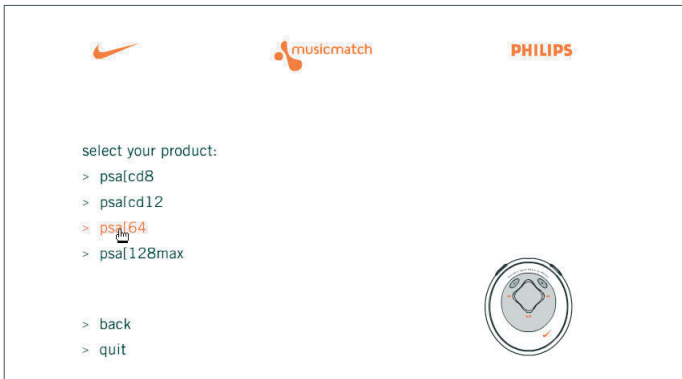 musicmatch
PHILIPS
select your product:
> psa[cd8
> psa[cd12
> psa[64
> psa[128max
> back
> quit